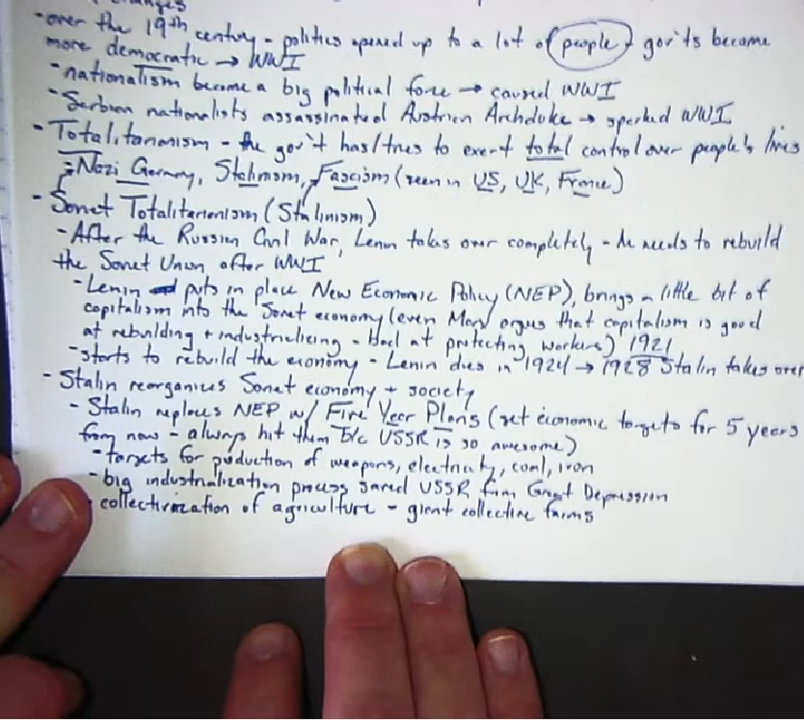 changes
- over the 19th century - politics opened up to a lot of people + gov'ts became
more democratic → WWI
- nationalism became a big political force → caused WWI
- Serbian nationalists assassinated Austrian Archduke → sparked WWI
- Totalitarianism - the gov't has/tries to exert total control over people's lives
- Nazi Germany, Stalinism, Fascism (seen in US, UK, France)
- Soviet Totalitarianism (Stalinism)
- After the Russian Civil War, Lenin takes over completely - he needs to rebuild
the Soviet Union after WWI
- Lenin puts in place New Economic Policy (NEP), brings a little bit of
capitalism into the Soviet economy (even Marx argues that capitalism is good
at rebuilding + industrializing - bad at protecting workers) 1921
- starts to rebuild the economy - Lenin dies in 1924 → 1928 Stalin takes over
- Stalin reorganizes Soviet economy + society
- Stalin replaces NEP w/ Five Year Plans (set economic targets for 5 years
from now - always hit them b/c USSR is so awesome)
- targets for production of weapons, electricity, coal, iron
- big industrialization process saved USSR from Great Depression
- collectivization of agriculture - giant collective farms